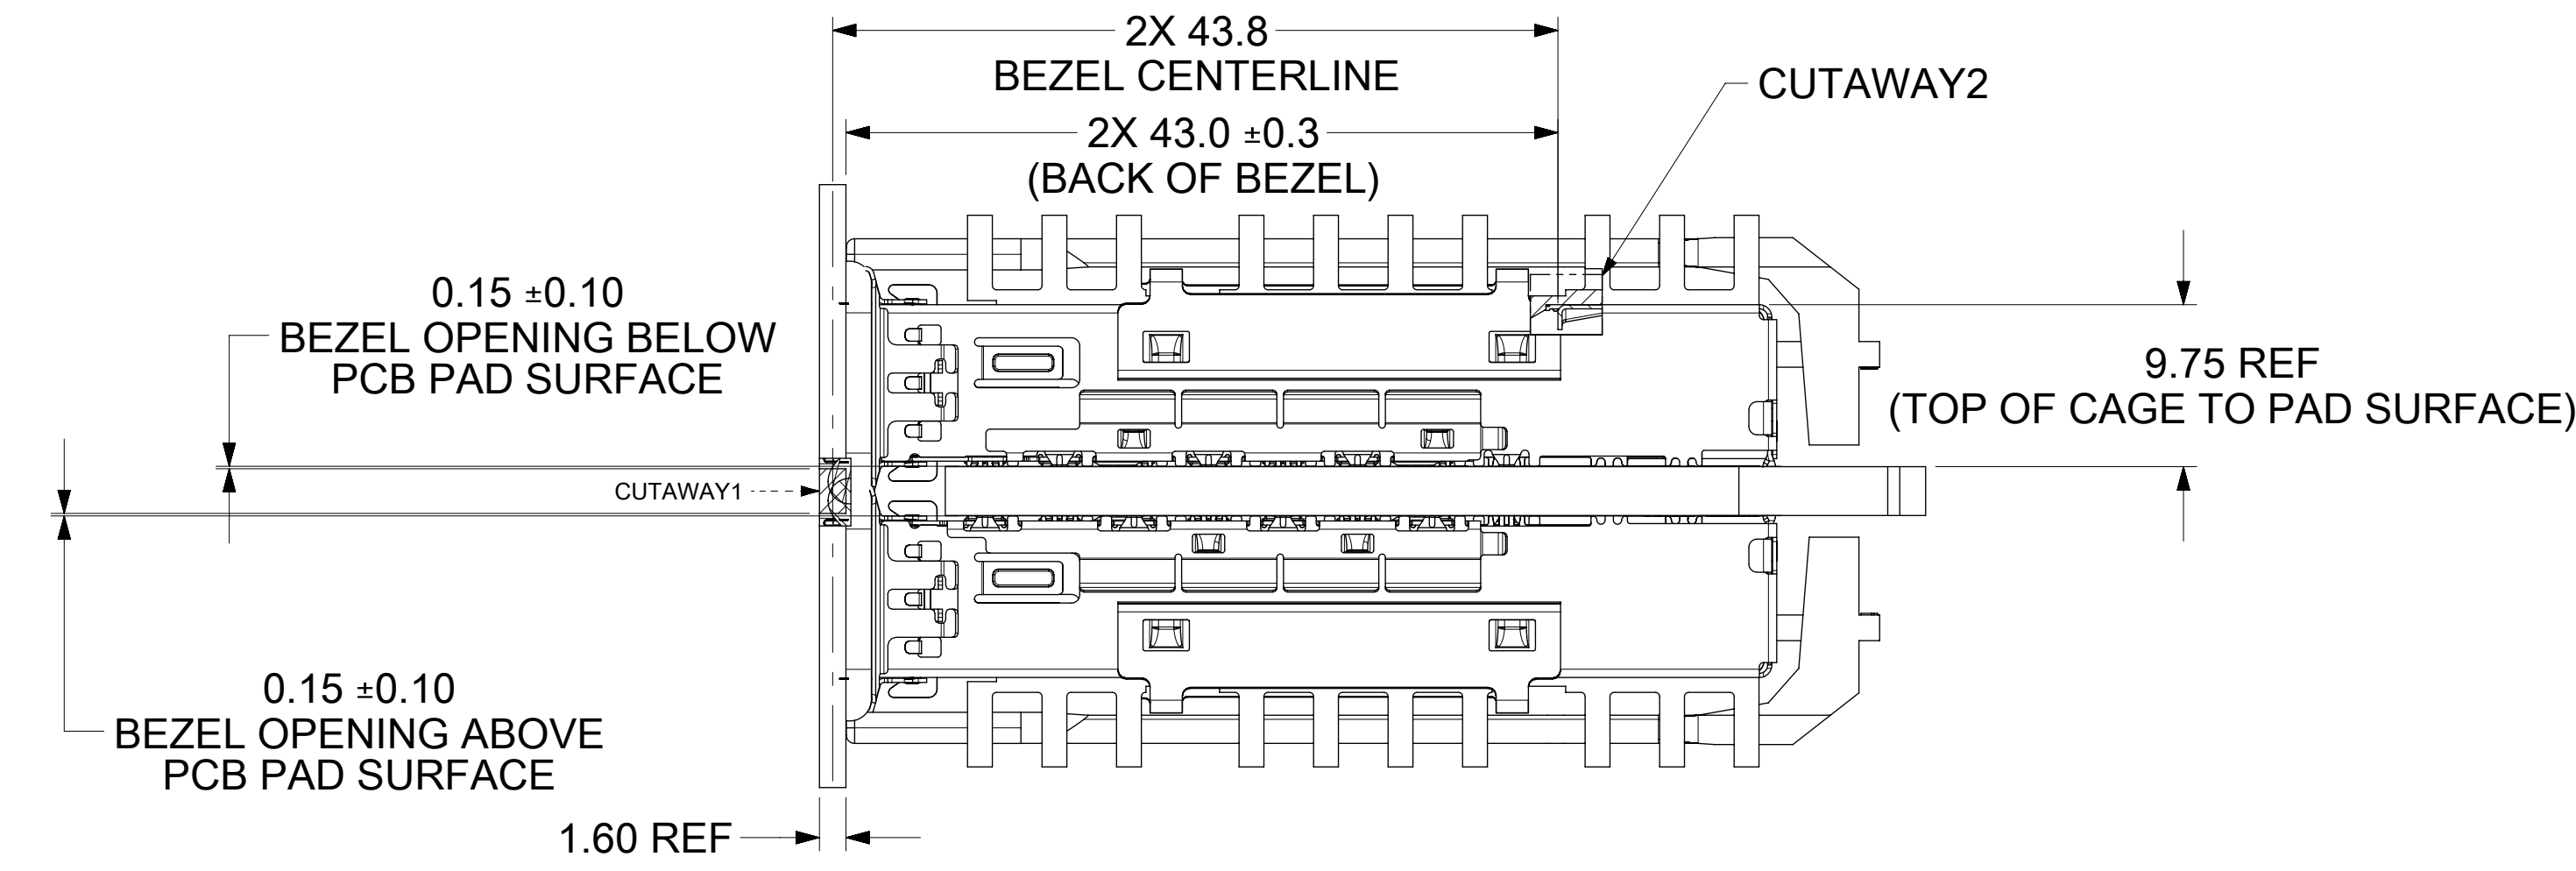 2X 43.8
BEZEL CENTERLINE
CUTAWAY2
2X 43.0 ±0.3
(BACK OF BEZEL)
0.15 ±0.10
BEZEL OPENING BELOW
PCB PAD SURFACE
9.75 REF
(TOP OF CAGE TO PAD SURFACE)
CUTAWAY1
0.15 ±0.10
BEZEL OPENING ABOVE
PCB PAD SURFACE
1.60 REF